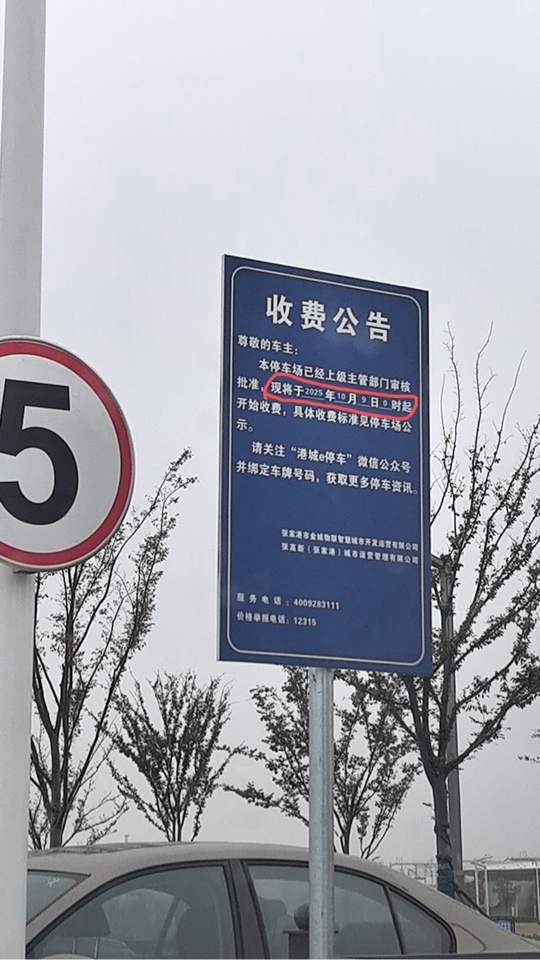 5
收费公告
尊敬的车主：
本停车场已经上级主管部门审核
批准，现将于2025年10月9日0时起
开始收费，具体收费标准见停车场公
示。
请关注“港城e停车”微信公众号
并绑定车牌号码，获取更多停车资讯。
张家港市金城物联智慧城市开发运营有限公司
张高新（张家港）城市运营管理有限公司
服务电话：4009283111
价格举报电话：12315